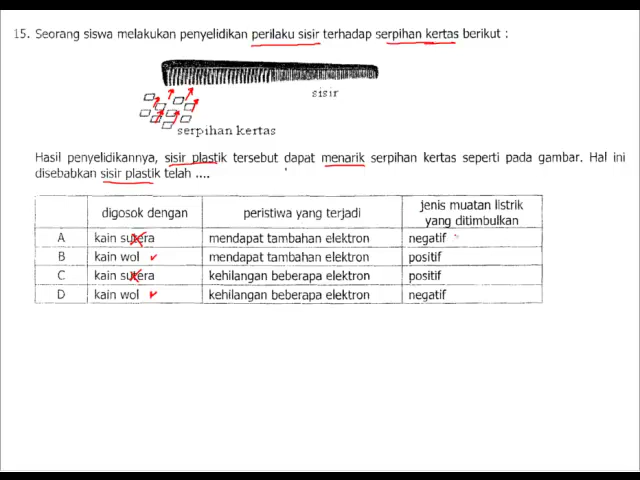 15. Seorang siswa melakukan penyelidikan perilaku sisir terhadap serpihan kertas berikut :
sisir
serpihan kertas
Hasil penyelidikannya, sisir plastik tersebut dapat menarik serpihan kertas seperti pada gambar. Hal ini
disebabkan sisir plastik telah ....
digosok dengan peristiwa yang terjadi jenis muatan listrik
yang ditimbulkan
A kain sutera mendapat tambahan elektron negatif
B kain wol mendapat tambahan elektron positif
C kain sutera kehilangan beberapa elektron positif
D kain wol kehilangan beberapa elektron negatif